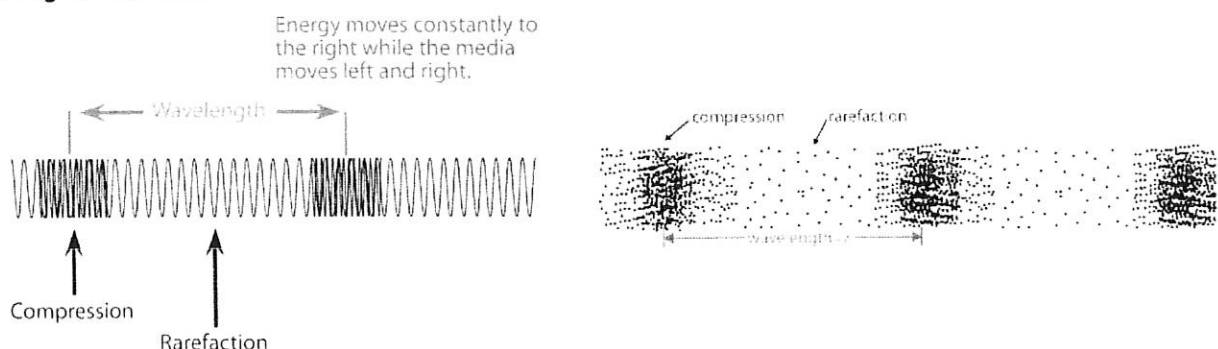 Energy moves constantly to
the right while the media
moves left and right.
Wavelength
Compression
Rarefaction
compression
rarefaction